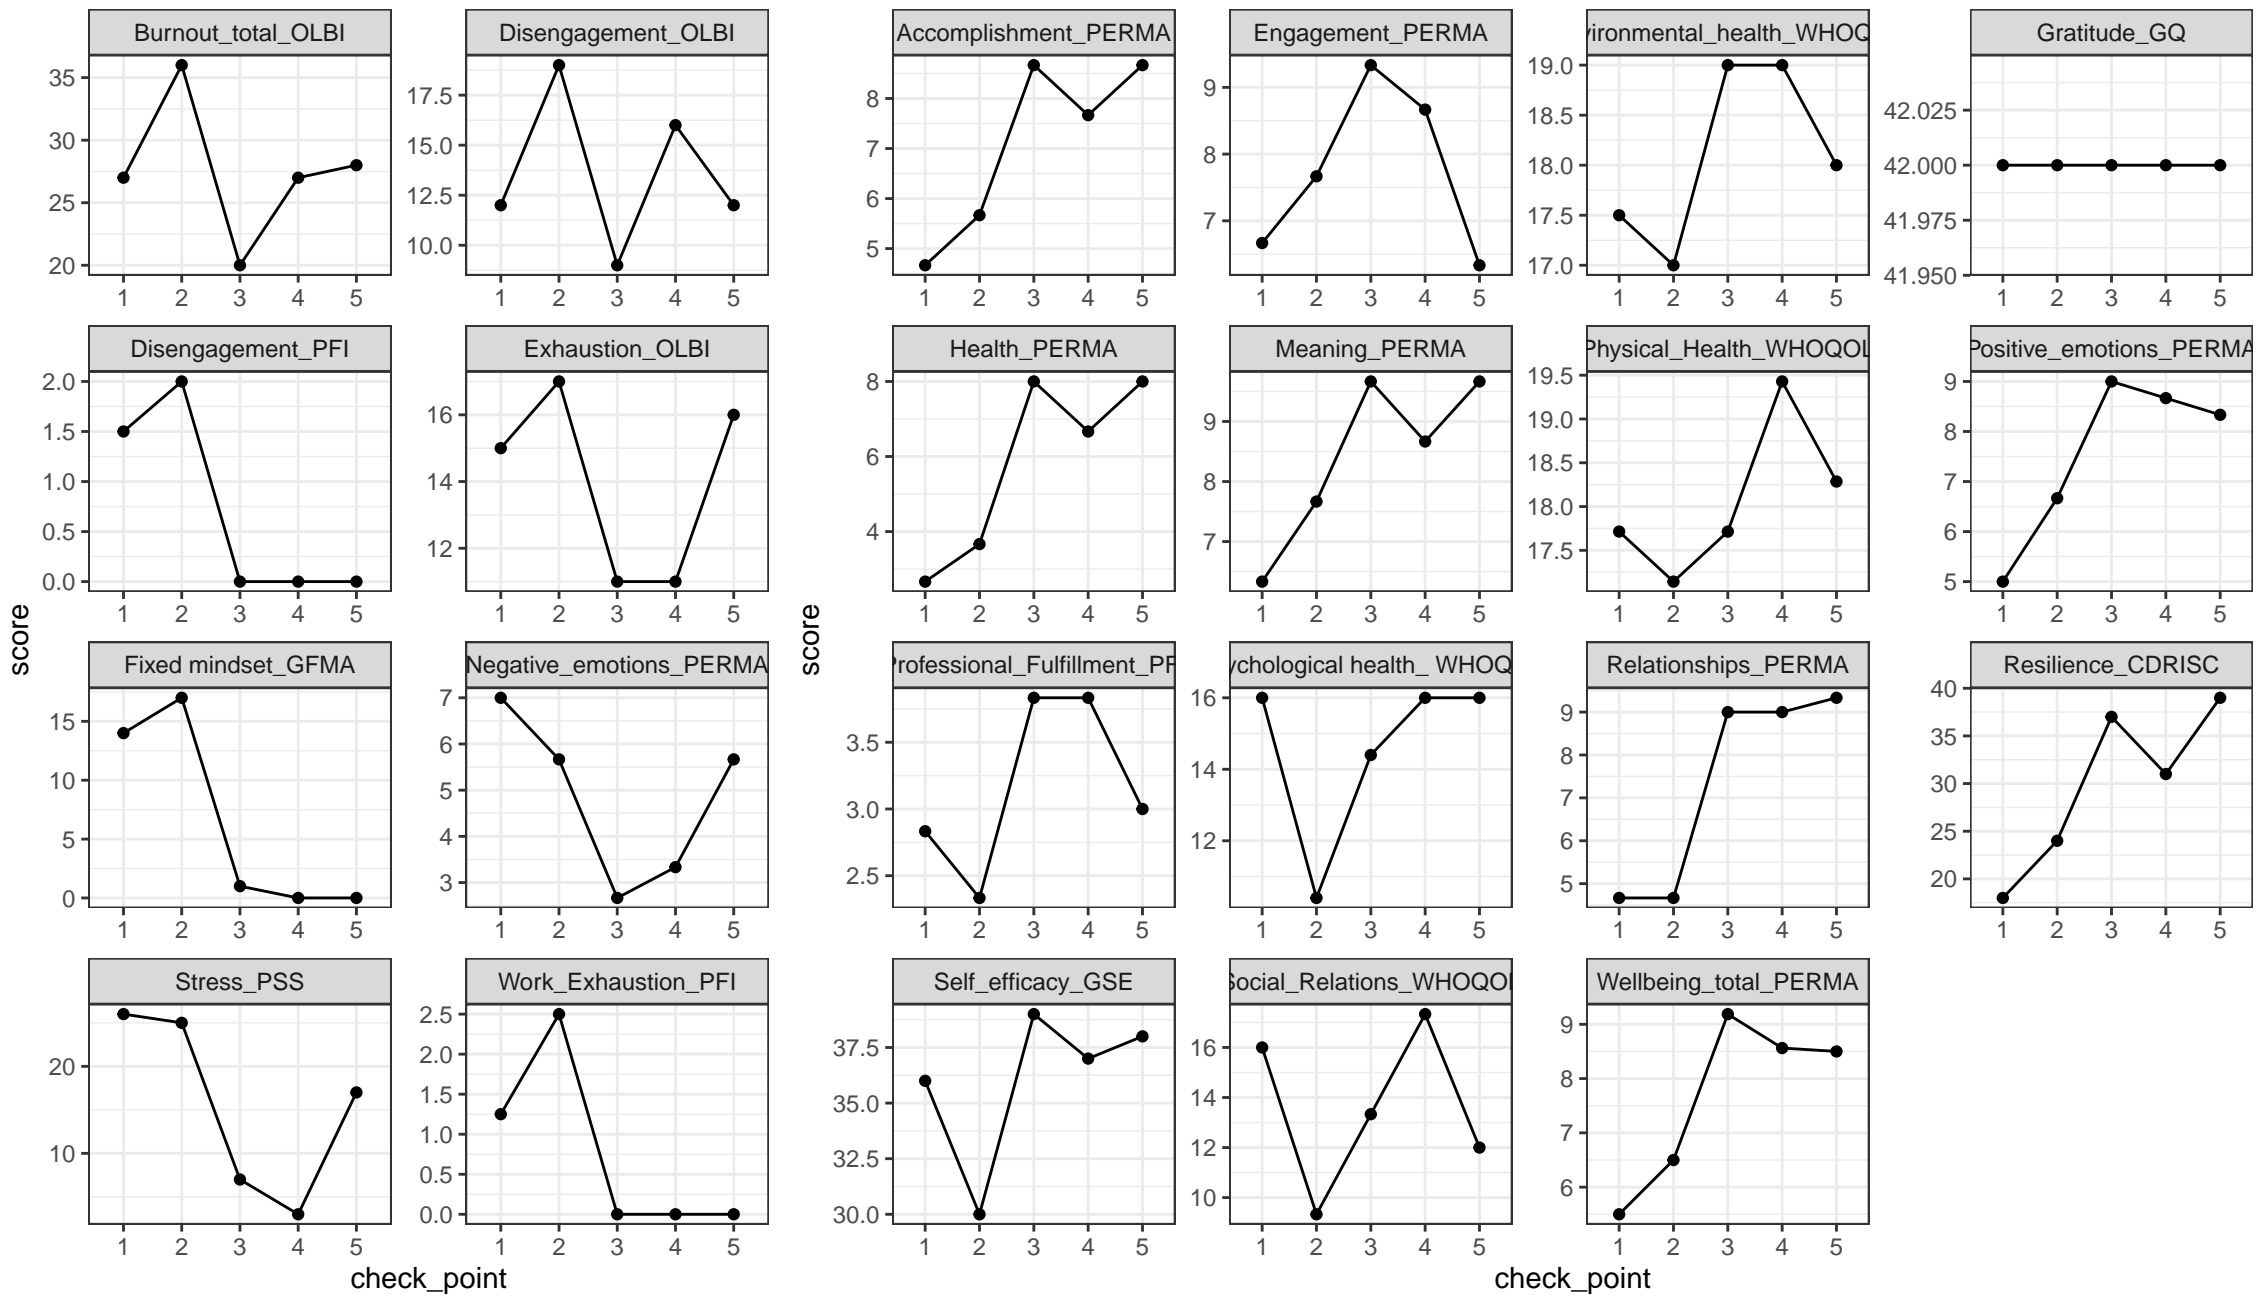 Burnout_total_OLBI
Disengagement_OLBI
35
30
25
20
1 2 3 4 5
17.5
15.0
12.5
10.0
1 2 3 4 5
Disengagement_PFI
Exhaustion_OLBI
2.0
1.5
1.0
0.5
0.0
1 2 3 4 5
16
14
12
1 2 3 4 5
Fixed mindset_GFMA
Negative_emotions_PERMA
15
10
5
0
1 2 3 4 5
7
6
5
4
3
1 2 3 4 5
Stress_PSS
Work_Exhaustion_PFI
20
10
1 2 3 4 5
2.5
2.0
1.5
1.0
0.5
0.0
1 2 3 4 5
score
check_point
Accomplishment_PERMA
Engagement_PERMA
vironmental_health_WHOQ
Gratitude_GQ
8
7
6
5
1 2 3 4 5
9
8
7
1 2 3 4 5
19.0
18.5
18.0
17.5
17.0
1 2 3 4 5
42.025
42.000
41.975
41.950
1 2 3 4 5
Health_PERMA
Meaning_PERMA
Physical_Health_WHOQOL
Positive_emotions_PERMA
8
6
4
1 2 3 4 5
9
8
7
1 2 3 4 5
19.5
19.0
18.5
18.0
17.5
1 2 3 4 5
9
8
7
6
5
1 2 3 4 5
Professional_Fulfillment_PF
ychological health_ WHOQ
Relationships_PERMA
Resilience_CDRISC
3.5
3.0
2.5
1 2 3 4 5
16
14
12
1 2 3 4 5
9
8
7
6
5
1 2 3 4 5
40
35
30
25
20
1 2 3 4 5
Self_efficacy_GSE
Social_Relations_WHOQOL
Wellbeing_total_PERMA
37.5
35.0
32.5
30.0
1 2 3 4 5
16
14
12
10
1 2 3 4 5
9
8
7
6
1 2 3 4 5
score
check_point